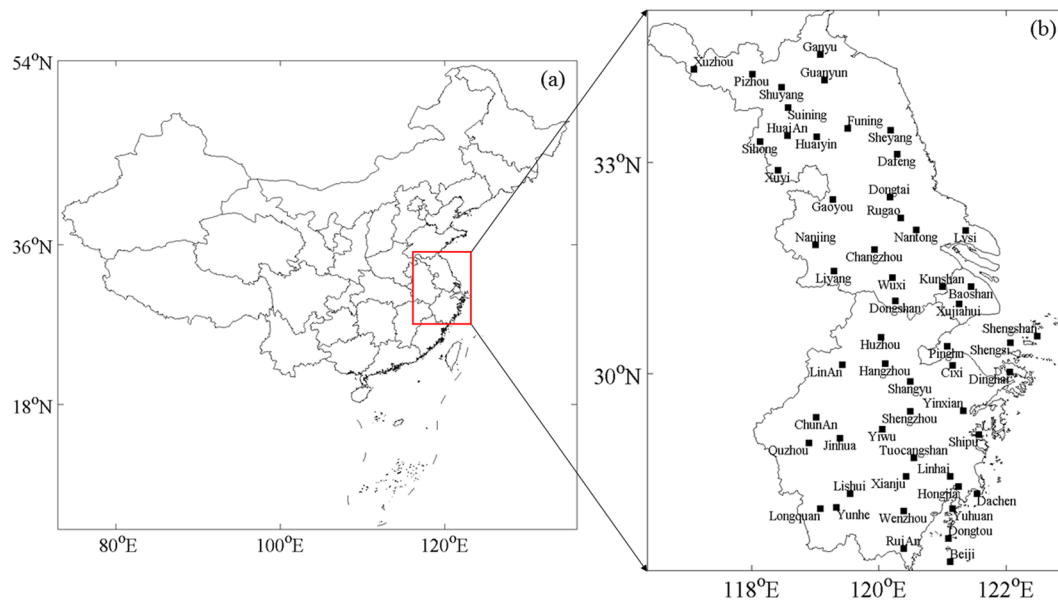 (a)
54°N
36°N
18°N
80°E
100°E
120°E
(b)
33°N
30°N
118°E
120°E
122°E
Ganyu
Xuzhou
Guanyun
Pizhou
Shuyang
Suining
Funing
HuaiAn
Huaiyin
Sheyang
Sihong
Dafeng
Xuyi
Dongtai
Gaoyou
Rugao
Nanjing
Nantong
Lvsi
Changzhou
Liyang
Wuxi
Kunshan
Baoshan
Dongshan
Xujiahui
Shengshan
Huzhou
Pinghu
Shengsi
LinAn
Hangzhou
Cixi
Dinghai
Shangyu
Yinxian
ChunAn
Shengzhou
Quzhou
Jinhua
Yiwu
Shipu
Tuocangshan
Linhai
Lishui
Xianju
Hongjia
Dachen
Longquan
Yunhe
Wenzhou
Yuhuan
Dongtou
RuiAn
Beiji